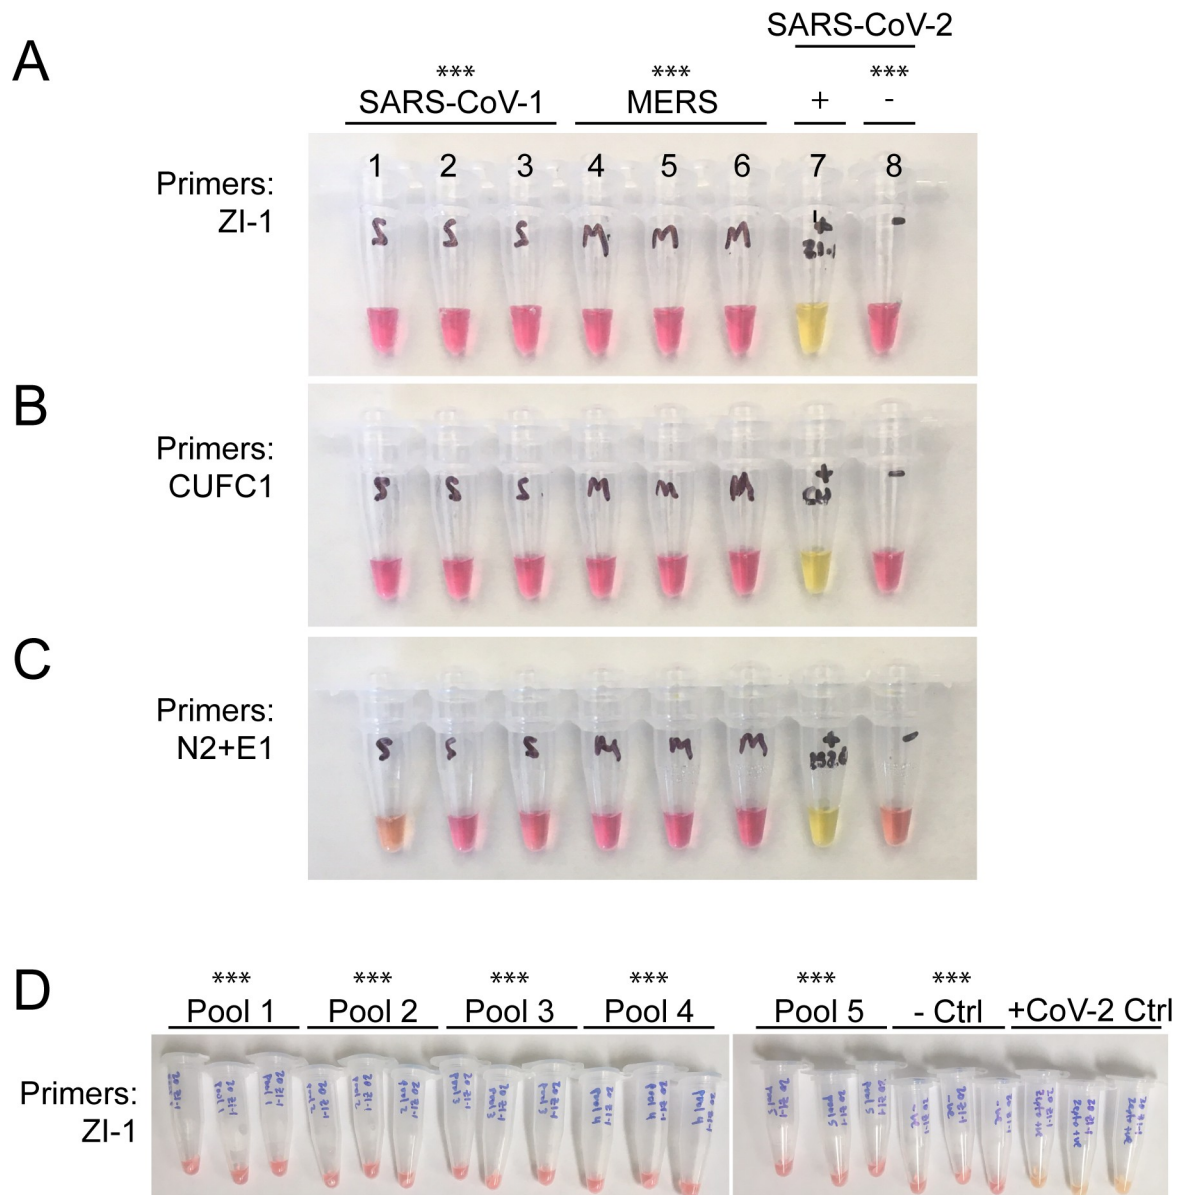 SARS-CoV-2
A
*** *** ***
SARS-CoV-1 MERS + -
Primers:
ZI-1
1 2 3 4 5 6 7 8
S S S M M M + -
B
Primers:
CUFC1
S S S M M M + -
C
Primers:
N2+E1
S S S M M M + -
D
*** *** *** *** *** ***
Pool 1 Pool 2 Pool 3 Pool 4 Pool 5 - Ctrl +CoV-2 Ctrl
Primers:
ZI-1